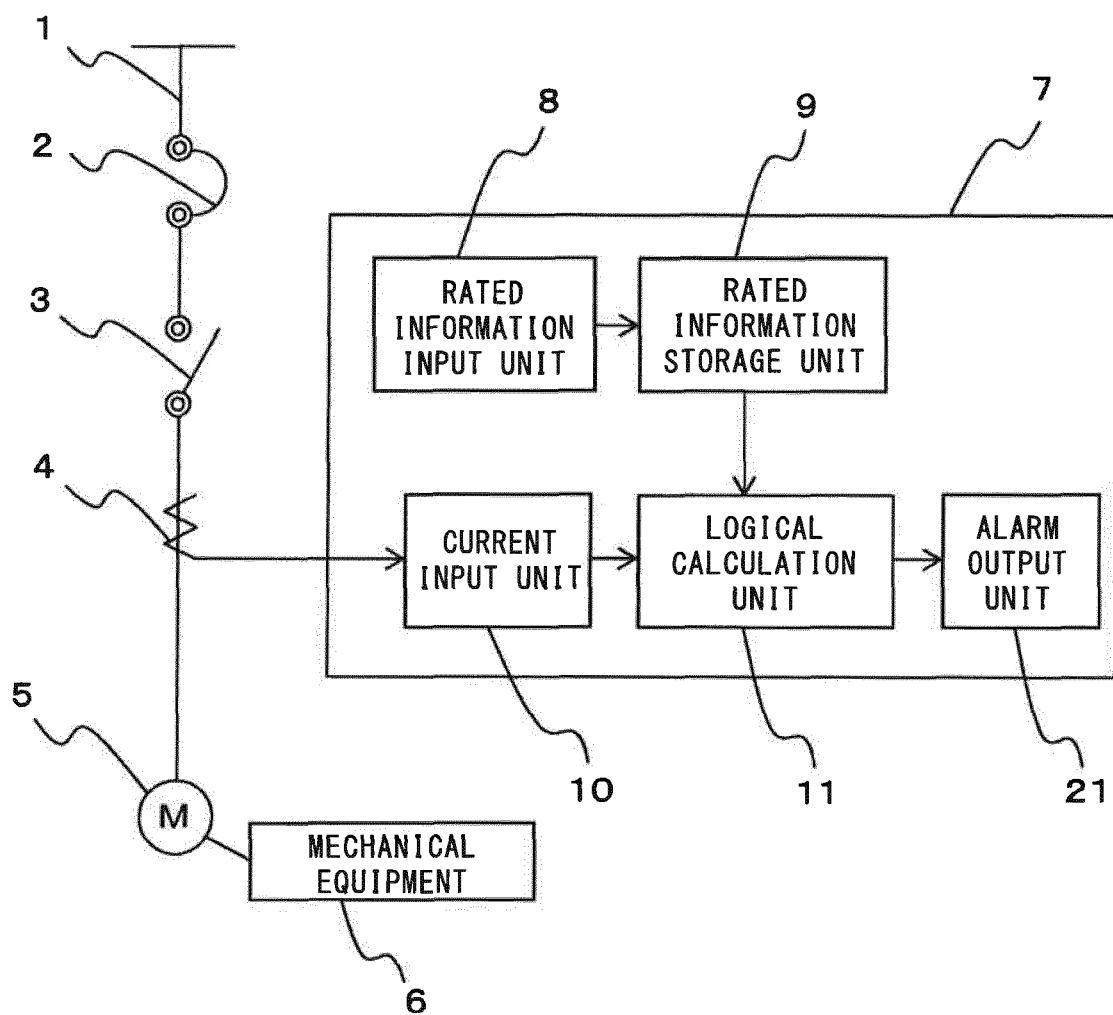 1
2
3
4
5
6
7
8
9
RATED
INFORMATION
INPUT UNIT
RATED
INFORMATION
STORAGE UNIT
CURRENT
INPUT UNIT
LOGICAL
CALCULATION
UNIT
ALARM
OUTPUT
UNIT
10
11
21
M
MECHANICAL
EQUIPMENT